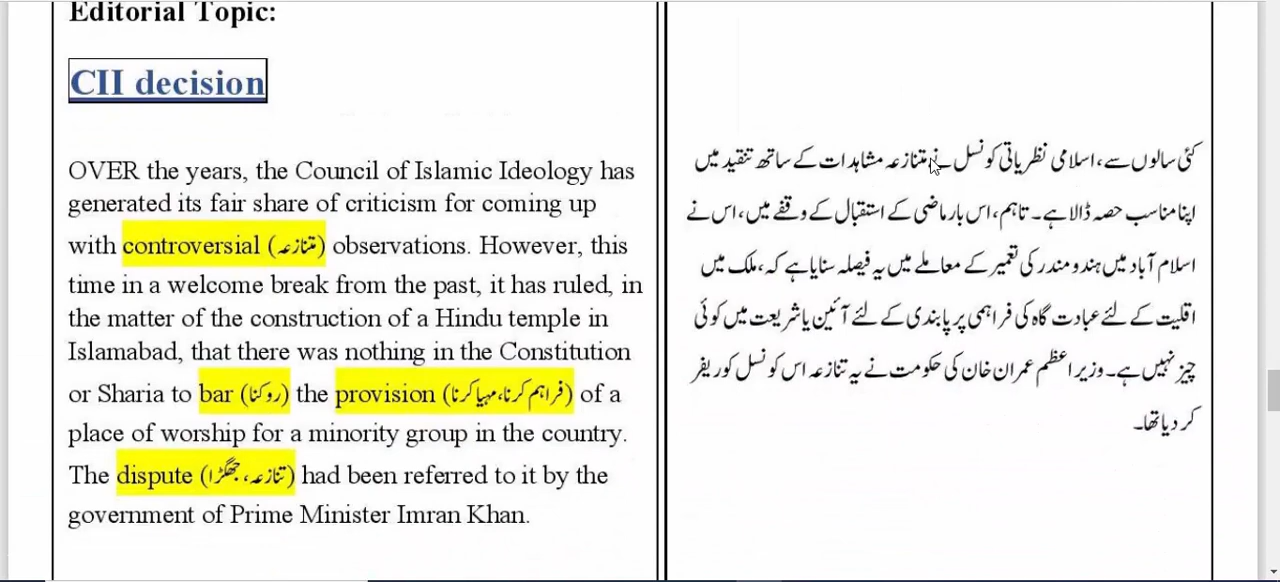 Editorial Topic:
CII decision
OVER the years, the Council of Islamic Ideology has
generated its fair share of criticism for coming up
with controversial (متنازعہ) observations. However, this
time in a welcome break from the past, it has ruled, in
the matter of the construction of a Hindu temple in
Islamabad, that there was nothing in the Constitution
or Sharia to bar (روکنا) the provision (فراہم کرنا، مہیا کرنا) of a
place of worship for a minority group in the country.
The dispute (تنازعہ، جھگڑا) had been referred to it by the
government of Prime Minister Imran Khan.
کئی سالوں سے، اسلامی نظریاتی کونسل نے متنازعہ مشاہدات کے ساتھ تنقید میں
اپنا مناسب حصہ ڈالا ہے۔ تاہم، اس بار ماضی کے استقبال کے وقفے میں، اس نے
اسلام آباد میں ہندو مندر کی تعمیر کے معاملے میں یہ فیصلہ سنایا ہے کہ، ملک میں
اقلیت کے لئے عبادت گاہ کی فراہمی پر پابندی کے لئے آئین یا شریعت میں کوئی
چیز نہیں ہے۔ وزیر اعظم عمران خان کی حکومت نے یہ تنازعہ اس کونسل کو ریفر
کر دیا تھا۔